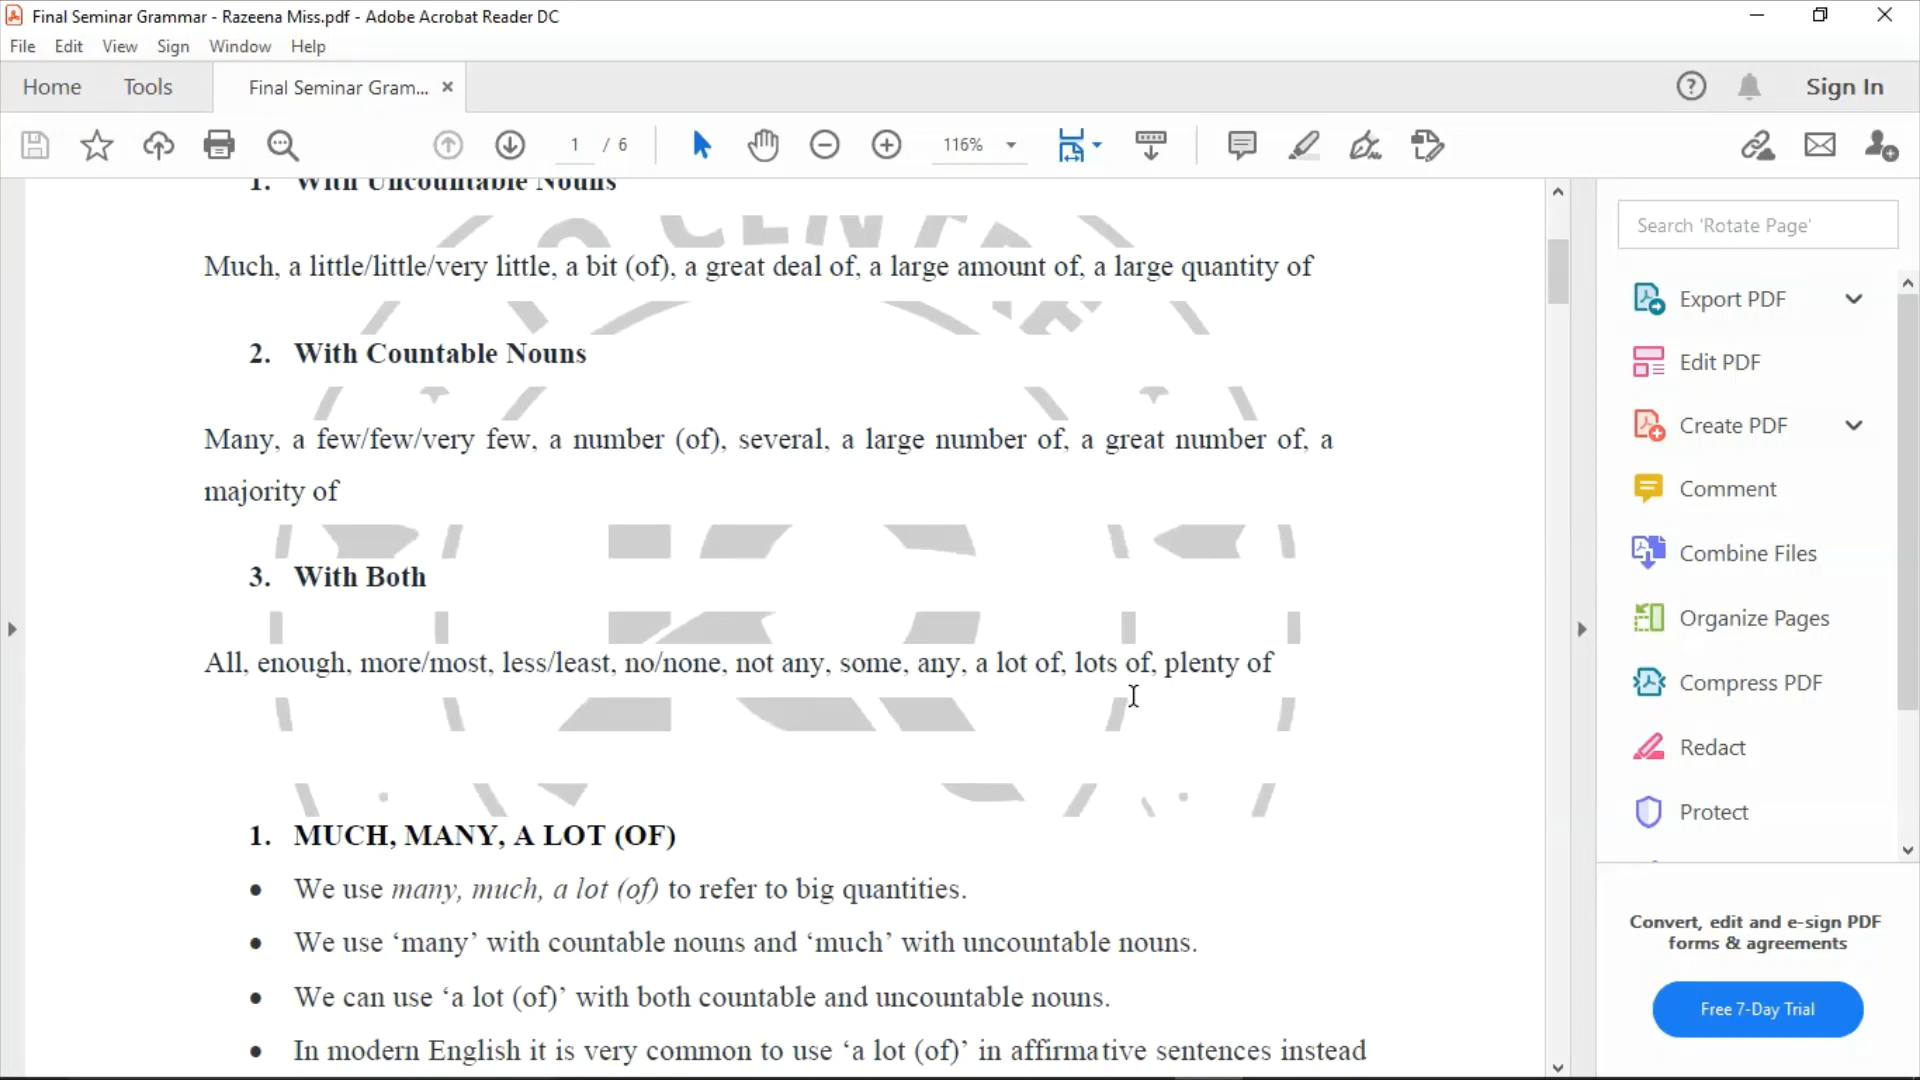 Final Seminar Grammar - Razeena Miss.pdf - Adobe Acrobat Reader DC
File Edit View Sign Window Help
Home Tools Final Seminar Gram... × Sign In
1 / 6 116%
1. With Uncountable Nouns
Much, a little/little/very little, a bit (of), a great deal of, a large amount of, a large quantity of
2. With Countable Nouns
Many, a few/few/very few, a number (of), several, a large number of, a great number of, a
majority of
3. With Both
All, enough, more/most, less/least, no/none, not any, some, any, a lot of, lots of, plenty of
1. MUCH, MANY, A LOT (OF)
• We use many, much, a lot (of) to refer to big quantities.
• We use ‘many’ with countable nouns and ‘much’ with uncountable nouns.
• We can use ‘a lot (of)’ with both countable and uncountable nouns.
• In modern English it is very common to use ‘a lot (of)’ in affirmative sentences instead
Search 'Rotate Page'
Export PDF
Edit PDF
Create PDF
Comment
Combine Files
Organize Pages
Compress PDF
Redact
Protect
Convert, edit and e-sign PDF
forms & agreements
Free 7-Day Trial